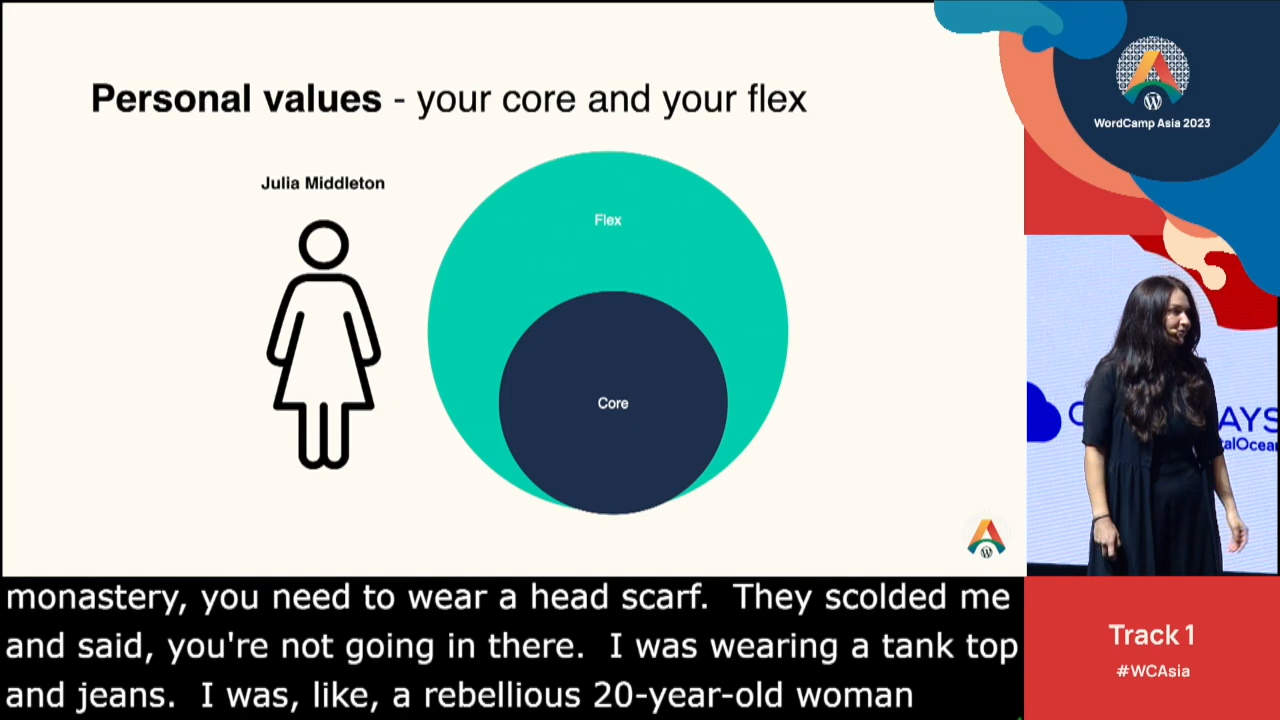 Personal values - your core and your flex
Julia Middleton
Flex
Core
WordCamp Asia 2023
AYS
talOcean
monastery, you need to wear a head scarf. They scolded me
and said, you're not going in there. I was wearing a tank top
and jeans. I was, like, a rebellious 20-year-old woman
Track 1
#WCAsia